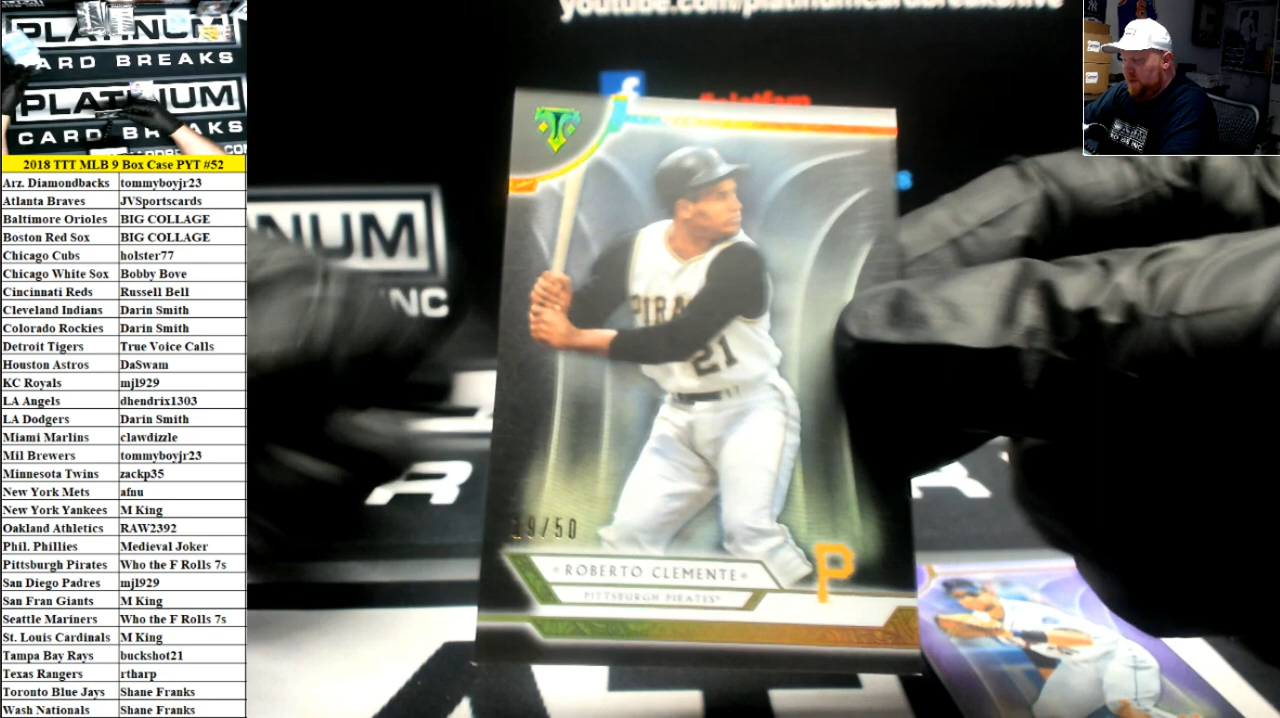 youtube.com/platinumcardbreaks/live
PLATINUM
CARD BREAKS
PLATINUM
CARD BREAKS
2018 TTT MLB 9 Box Case PYT #52
Arz. Diamondbacks tommyboyjr23
Atlanta Braves JVSportscards
Baltimore Orioles BIG COLLAGE
Boston Red Sox BIG COLLAGE
Chicago Cubs holster77
Chicago White Sox Bobby Bove
Cincinnati Reds Russell Bell
Cleveland Indians Darin Smith
Colorado Rockies Darin Smith
Detroit Tigers True Voice Calls
Houston Astros DaSwam
KC Royals mjl929
LA Angels dhendrix1303
LA Dodgers Darin Smith
Miami Marlins clawdizzle
Mil Brewers tommyboyjr23
Minnesota Twins zackp35
New York Mets afnu
New York Yankees M King
Oakland Athletics RAW2392
Phil. Phillies Medieval Joker
Pittsburgh Pirates Who the F Rolls 7s
San Diego Padres mjl929
San Fran Giants M King
Seattle Mariners Who the F Rolls 7s
St. Louis Cardinals M King
Tampa Bay Rays buckshot21
Texas Rangers rtharp
Toronto Blue Jays Shane Franks
Wash Nationals Shane Franks
NUM
INC
PIRA
21
19/50
ROBERTO CLEMENTE
PITTSBURGH PIRATES
P